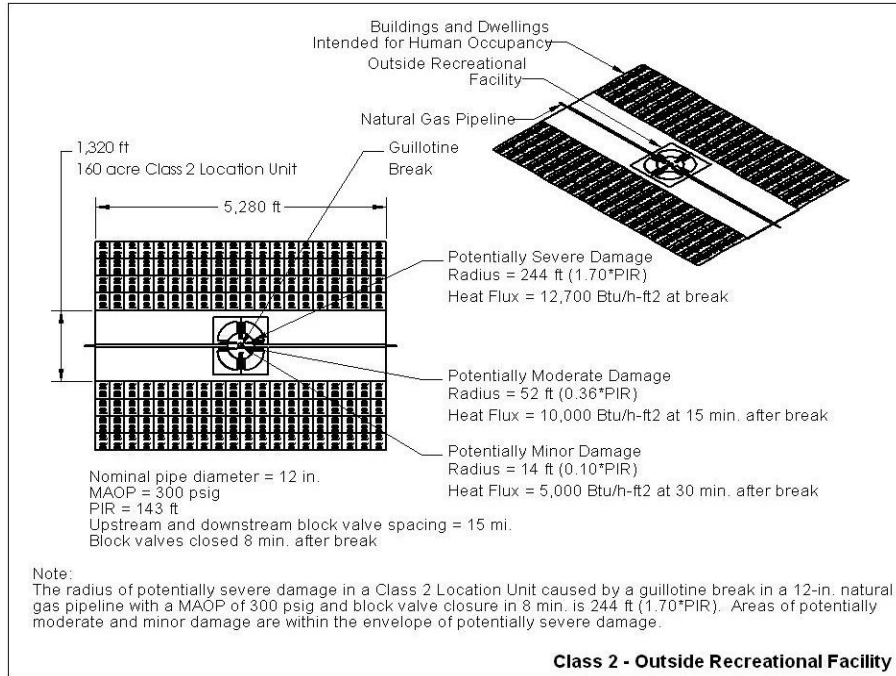 Buildings and Dwellings
Intended for Human Occupancy
Outside Recreational
Facility
Natural Gas Pipeline
1,320 ft
160 acre Class 2 Location Unit
Guillotine
Break
5,280 ft
Potentially Severe Damage
Radius = 244 ft (1.70*PIR)
Heat Flux = 12,700 Btu/h-ft2 at break
Potentially Moderate Damage
Radius = 52 ft (0.36*PIR)
Heat Flux = 10,000 Btu/h-ft2 at 15 min. after break
Potentially Minor Damage
Radius = 14 ft (0.10*PIR)
Heat Flux = 5,000 Btu/h-ft2 at 30 min. after break
Nominal pipe diameter = 12 in.
MAOP = 300 psig
PIR = 143 ft
Upstream and downstream block valve spacing = 15 mi.
Block valves closed 8 min. after break
Note:
The radius of potentially severe damage in a Class 2 Location Unit caused by a guillotine break in a 12-in. natural
gas pipeline with a MAOP of 300 psig and block valve closure in 8 min. is 244 ft (1.70*PIR). Areas of potentially
moderate and minor damage are within the envelope of potentially severe damage.
Class 2 - Outside Recreational Facility